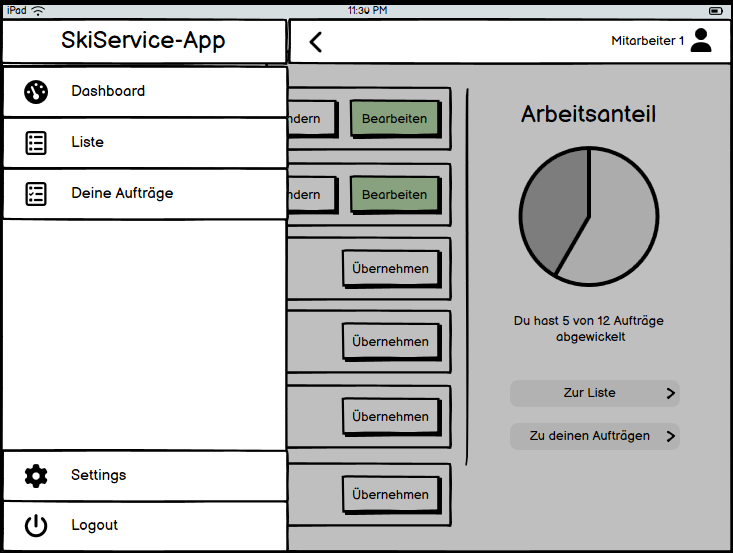 iPad
11:30 PM
SkiService-App
Mitarbeiter 1
Dashboard
Liste
Deine Aufträge
Settings
Logout
ndern
Bearbeiten
ndern
Bearbeiten
Übernehmen
Übernehmen
Übernehmen
Übernehmen
Arbeitsanteil
Du hast 5 von 12 Aufträge
abgewickelt
Zur Liste
Zu deinen Aufträgen